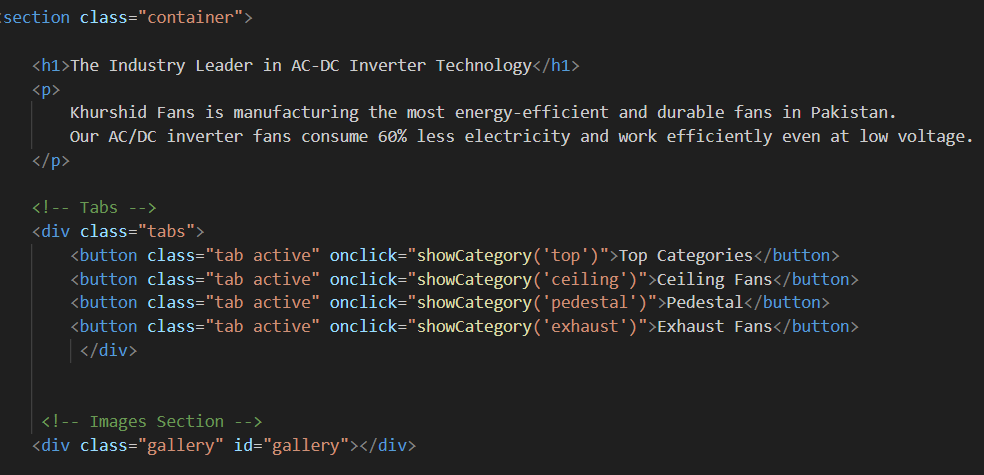 <section class="container">
<h1>The Industry Leader in AC-DC Inverter Technology</h1>
<p>
Khurshid Fans is manufacturing the most energy-efficient and durable fans in Pakistan.
Our AC/DC inverter fans consume 60% less electricity and work efficiently even at low voltage.
</p>
<!-- Tabs -->
<div class="tabs">
<button class="tab active" onclick="showCategory('top')">Top Categories</button>
<button class="tab active" onclick="showCategory('ceiling')">Ceiling Fans</button>
<button class="tab active" onclick="showCategory('pedestal')">Pedestal</button>
<button class="tab active" onclick="showCategory('exhaust')">Exhaust Fans</button>
</div>
<!-- Images Section -->
<div class="gallery" id="gallery"></div>